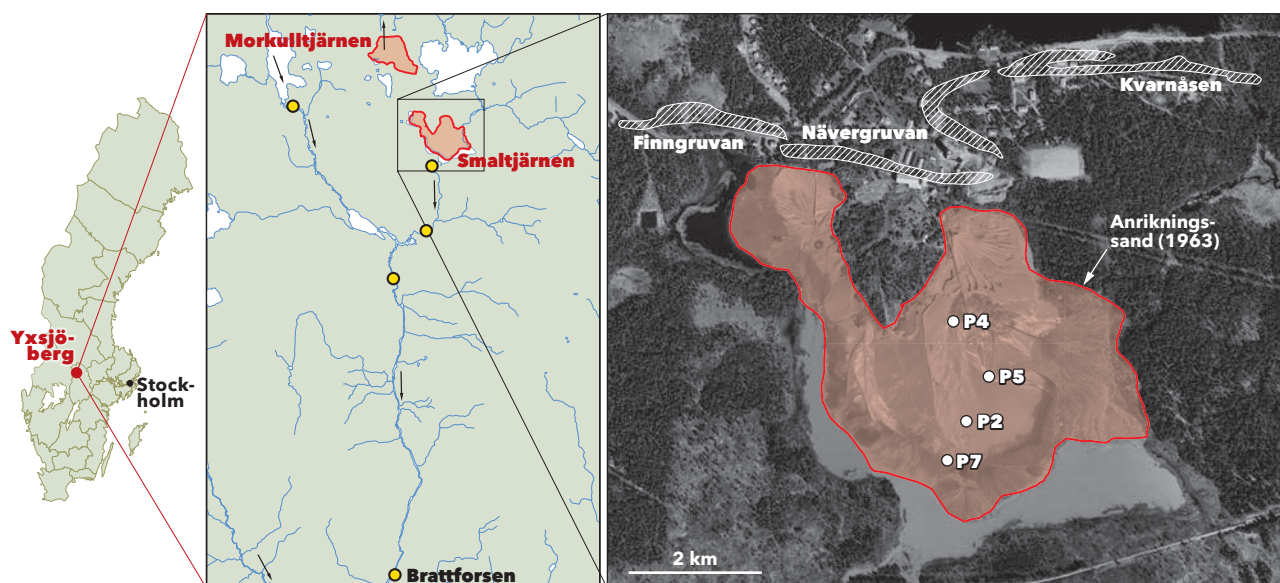 Yxsjö-
berg
Stock-
holm
Morkulltjärnen
Smaltjärnen
Brattforsen
Finngruvan
Nävergruvan
Kvarnåsen
Anriknings-
sand (1963)
P4
P5
P2
P7
2 km